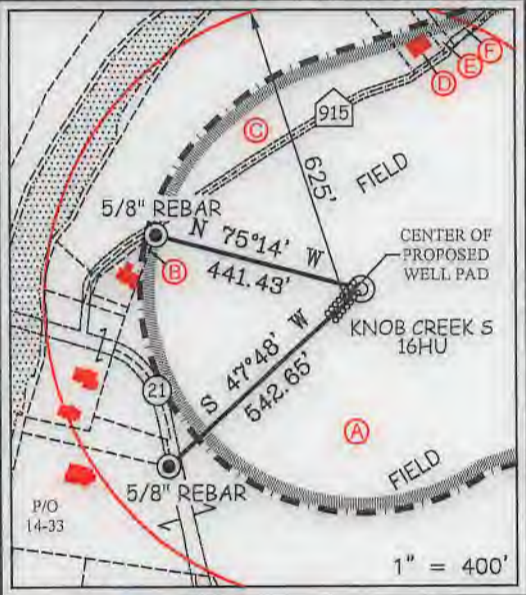 F
E
D
915
C
625'
FIELD
5/8" REBAR
N 75°14' W
441.43'
CENTER OF
PROPOSED
WELL PAD
B
KNOB CREEK S
16HU
S 47°48' W
542.65'
21
A
FIELD
5/8" REBAR
P/O
14-33
1" = 400'